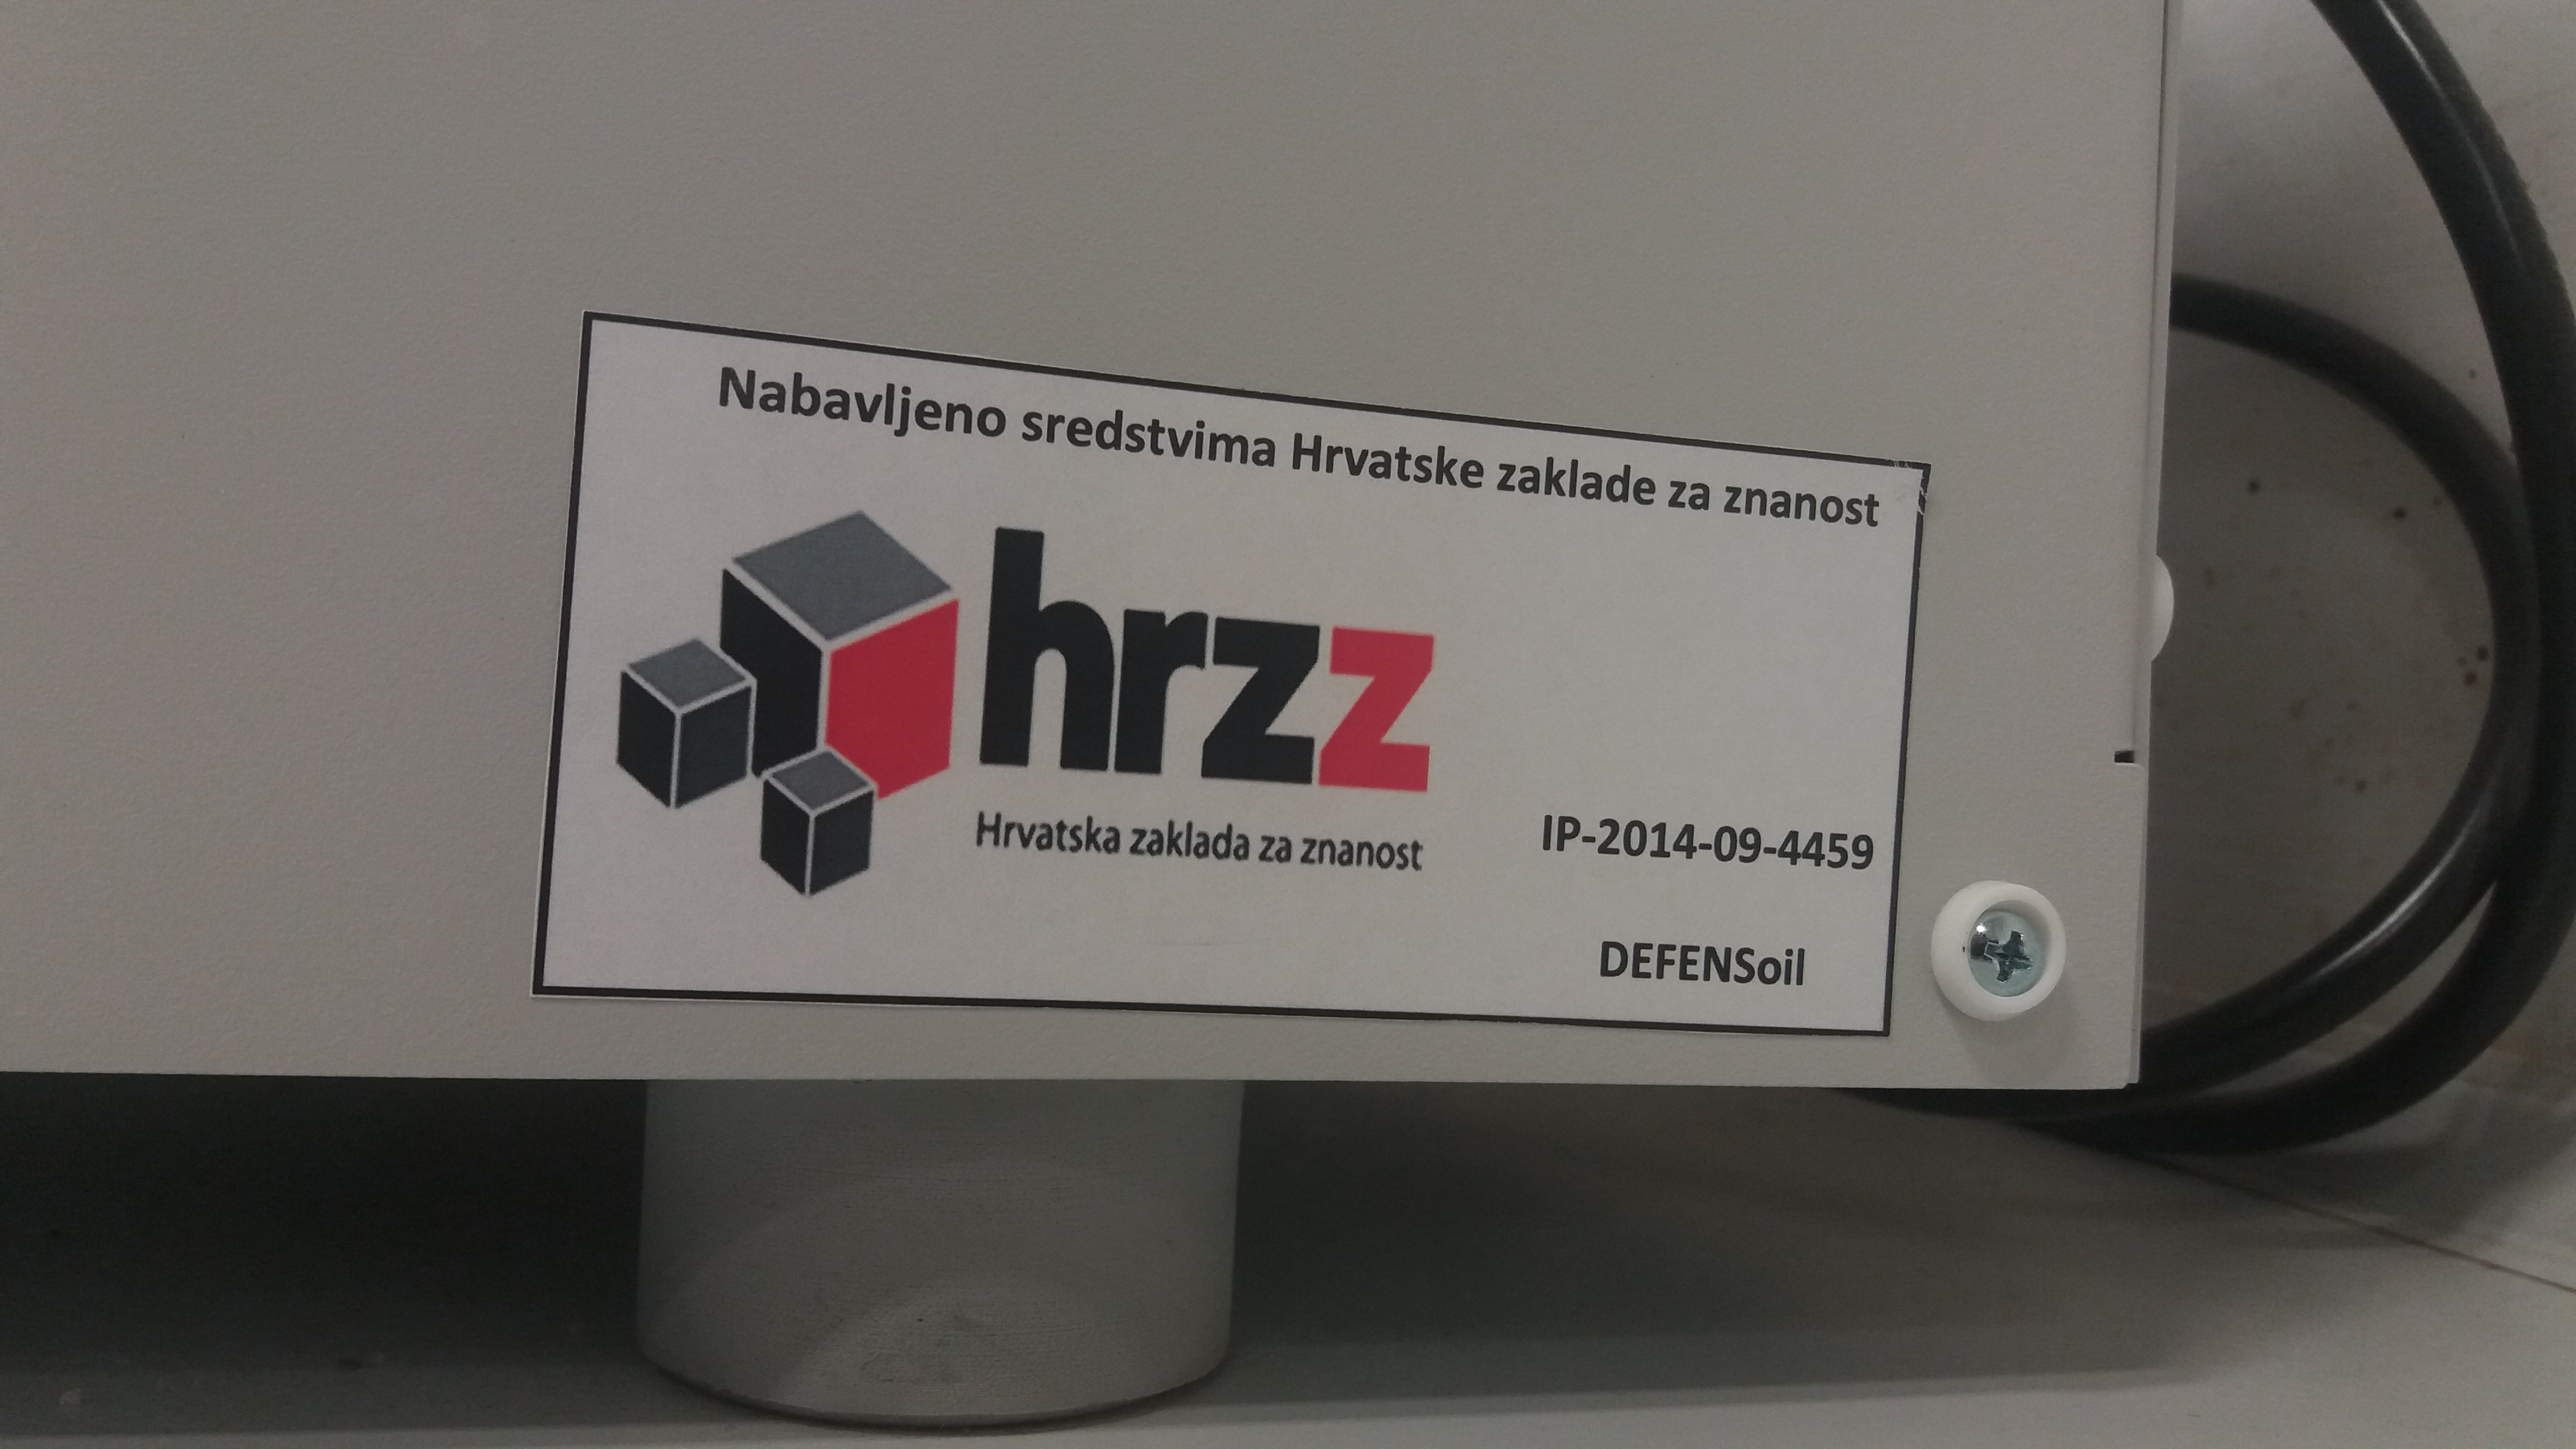 Nabavljeno sredstvima Hrvatske zaklade za znanost
hrzz
Hrvatska zaklada za znanost
IP-2014-09-4459
DEFENSoil